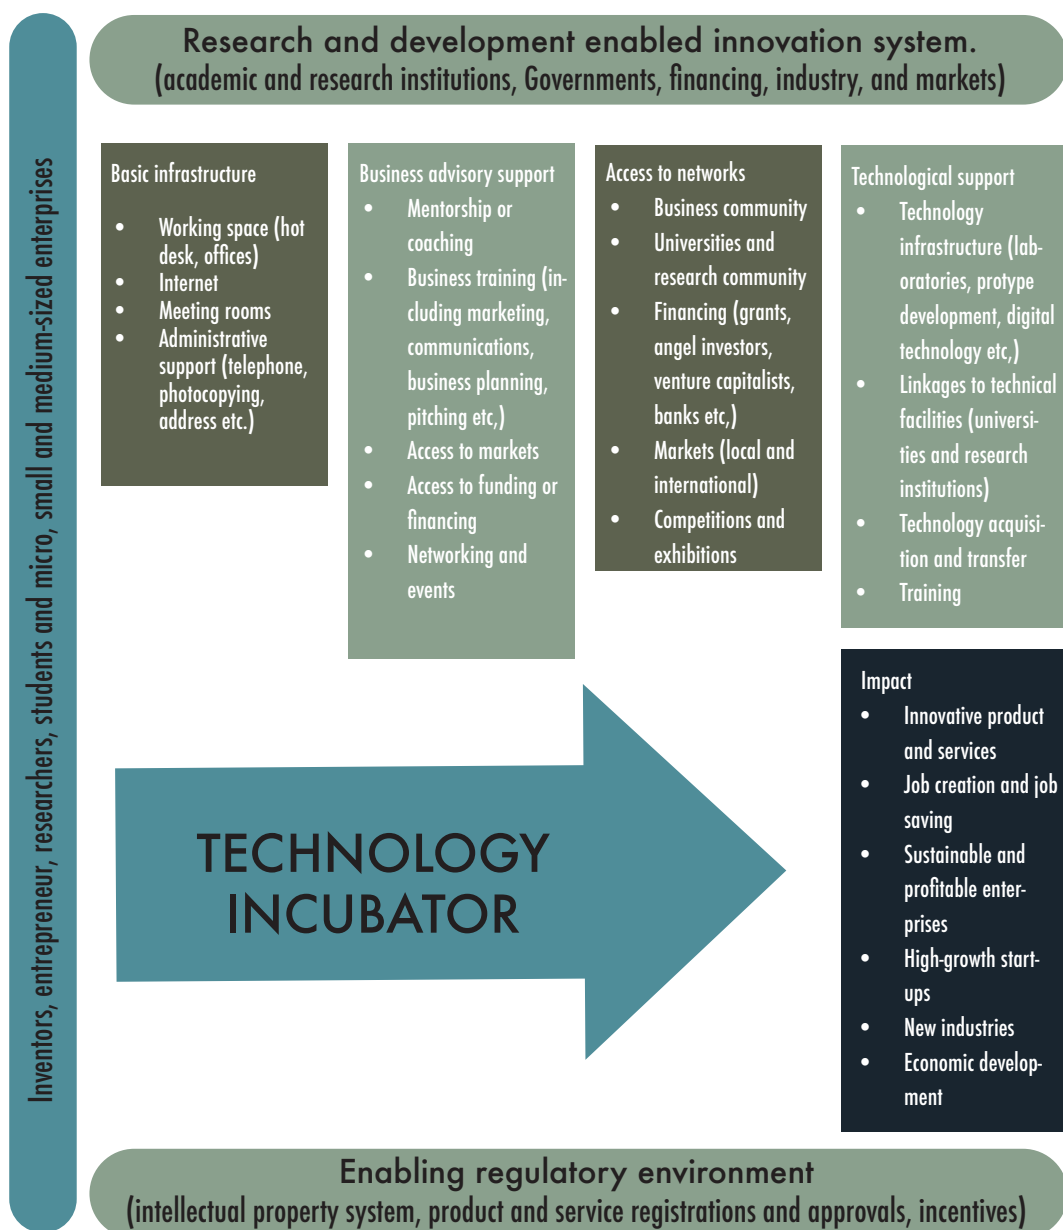 Research and development enabled innovation system.
(academic and research institutions, Governments, financing, industry, and markets)
Inventors, entrepreneur, researchers, students and micro, small and medium-sized enterprises
Basic infrastructure
• Working space (hot
desk, offices)
• Internet
• Meeting rooms
• Administrative
support (telephone,
photocopying,
address etc.)
Business advisory support
• Mentorship or
coaching
• Business training (in-
cluding marketing,
communications,
business planning,
pitching etc,)
• Access to markets
• Access to funding or
financing
• Networking and
events
Access to networks
• Business community
• Universities and
research community
• Financing (grants,
angel investors,
venture capitalists,
banks etc,)
• Markets (local and
international)
• Competitions and
exhibitions
Technological support
• Technology
infrastructure (lab-
oratories, protype
development, digital
technology etc,)
• Linkages to technical
facilities (universi-
ties and research
institutions)
• Technology acquisi-
tion and transfer
• Training
TECHNOLOGY
INCUBATOR
Impact
• Innovative product
and services
• Job creation and job
saving
• Sustainable and
profitable enter-
prises
• High-growth start-
ups
• New industries
• Economic develop-
ment
Enabling regulatory environment
(intellectual property system, product and service registrations and approvals, incentives)